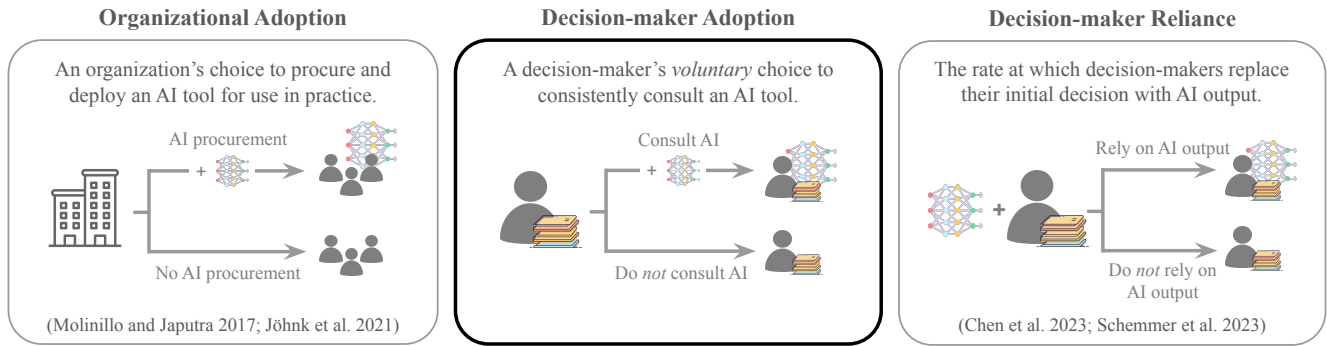 Organizational Adoption
An organization's choice to procure and
deploy an AI tool for use in practice.
AI procurement
+
No AI procurement
(Molinillo and Japutra 2017; Jöhnk et al. 2021)
Decision-maker Adoption
A decision-maker's voluntary choice to
consistently consult an AI tool.
Consult AI
+
Do not consult AI
Decision-maker Reliance
The rate at which decision-makers replace
their initial decision with AI output.
Rely on AI output
+
Do not rely on
AI output
(Chen et al. 2023; Schemmer et al. 2023)